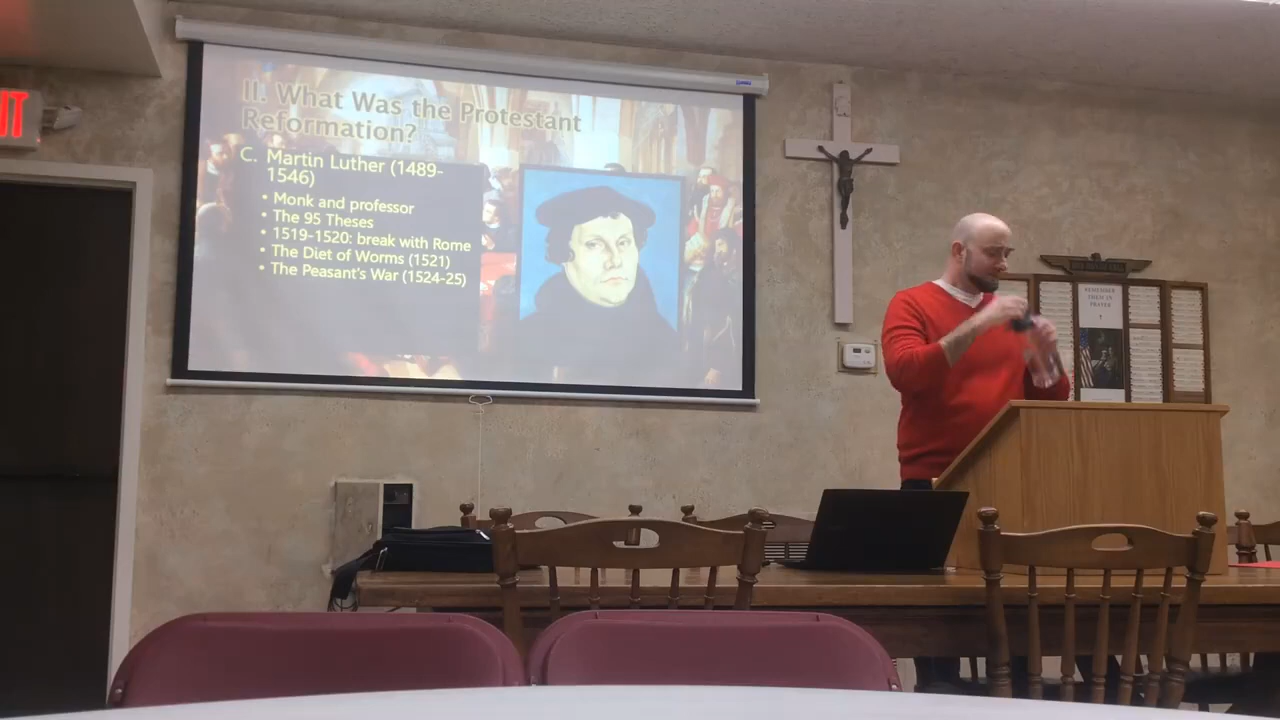 IT
II. What Was the Protestant
Reformation?
C. Martin Luther (1489-
1546)
• Monk and professor
• The 95 Theses
• 1519-1520: break with Rome
• The Diet of Worms (1521)
• The Peasant's War (1524-25)
REMEMBER
THEM IN
PRAYER